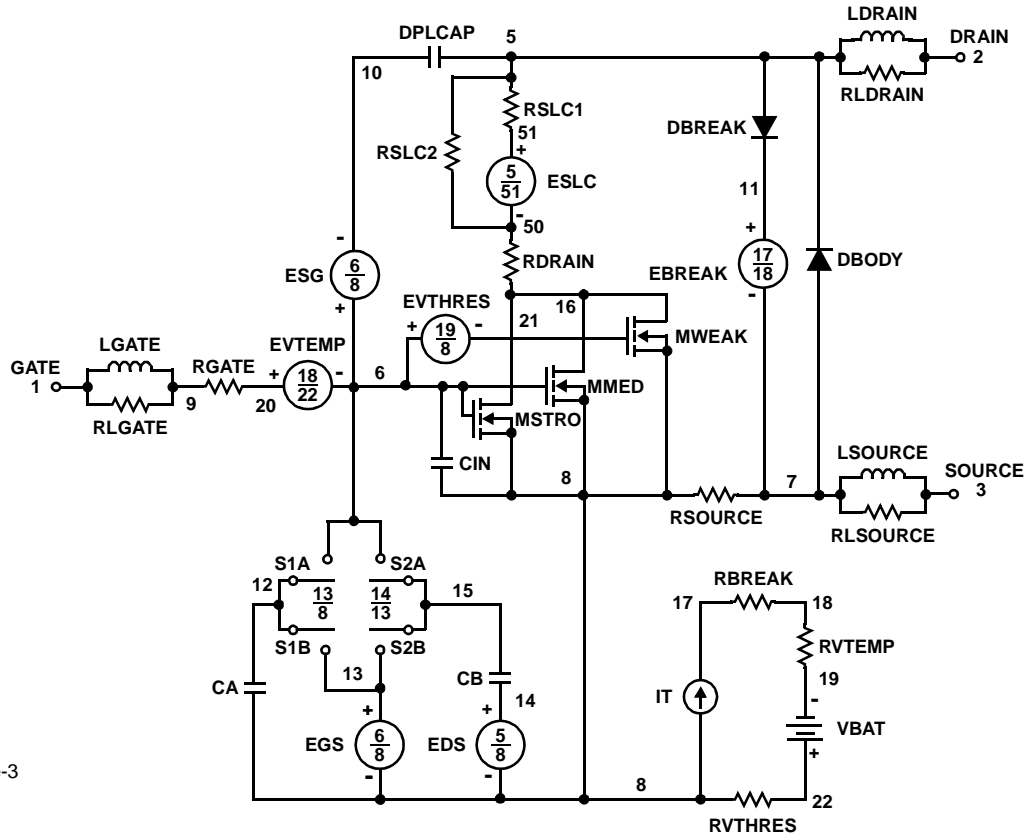 LDRAIN
DPLCAP 5 DRAIN
10 2
RLDRAIN
RSLC1
DBREAK
51
+
RSLC2
5
51
ESLC
11
-
50
-
+
RDRAIN
17
18
DBODY
ESG
6
8
EBREAK
+
EVTHRES
16
-
+
19
8
-
21
MWEAK
LGATE
EVTEMP
GATE
1
RGATE
+
18
22
-
6
MMED
9
20
RLGATE
MSTRO
CIN
LSOURCE
8
7
SOURCE
3
RSOURCE
RLSOURCE
S1A S2A
12
13
8
14
13
15
RBREAK
17 18
S1B S2B
RVTEMP
13
CB
19
CA
14
IT
-
+
+
VBAT
EGS
6
8
EDS
5
8
+
-
-
-3
8
22
RVTHRES